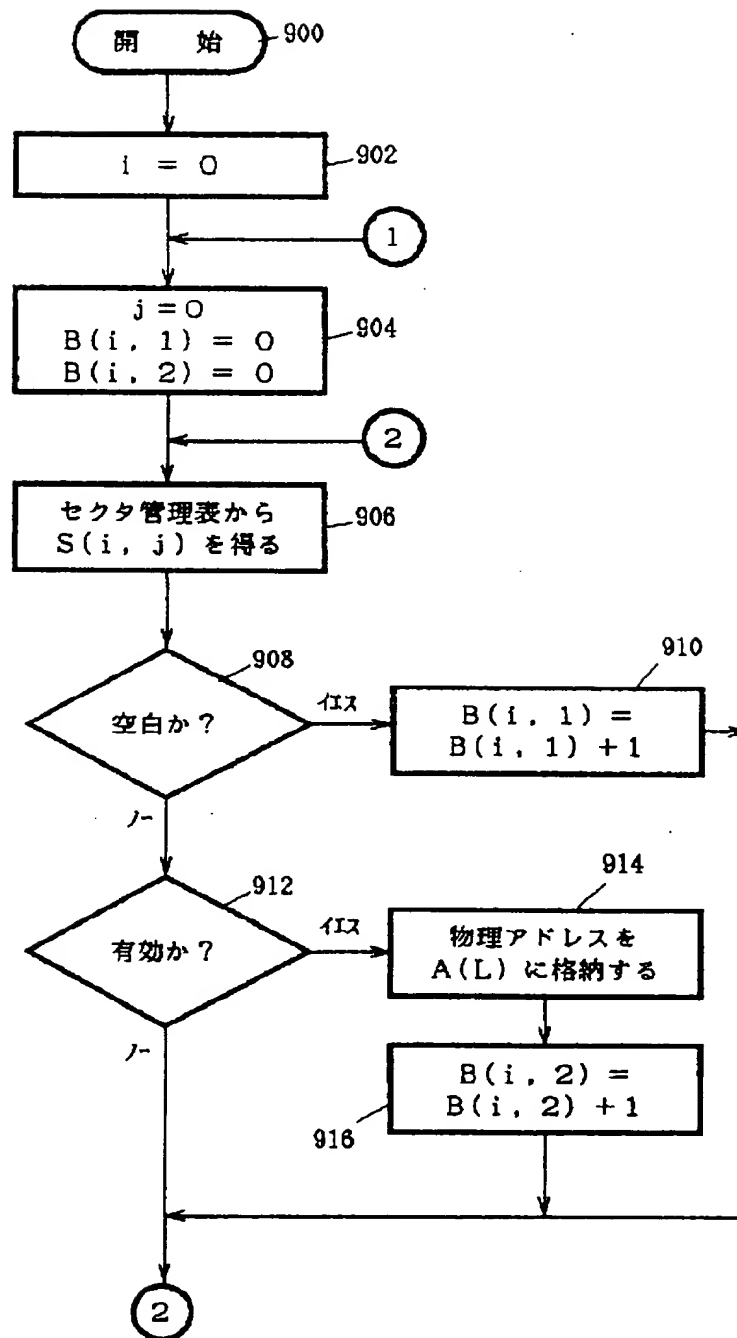 開 始
900
i = 0
902
1
j=0
B(i, 1) = 0
B(i, 2) = 0
904
2
セクタ管理表から
S(i, j)を得る
906
908
空白か?
イエス
910
B(i, 1) =
B(i, 1) +1
ノー
912
有効か?
イエス
914
物理アドレスを
A(L)に格納する
ノー
B(i, 2) =
B(i, 2) +1
916
2